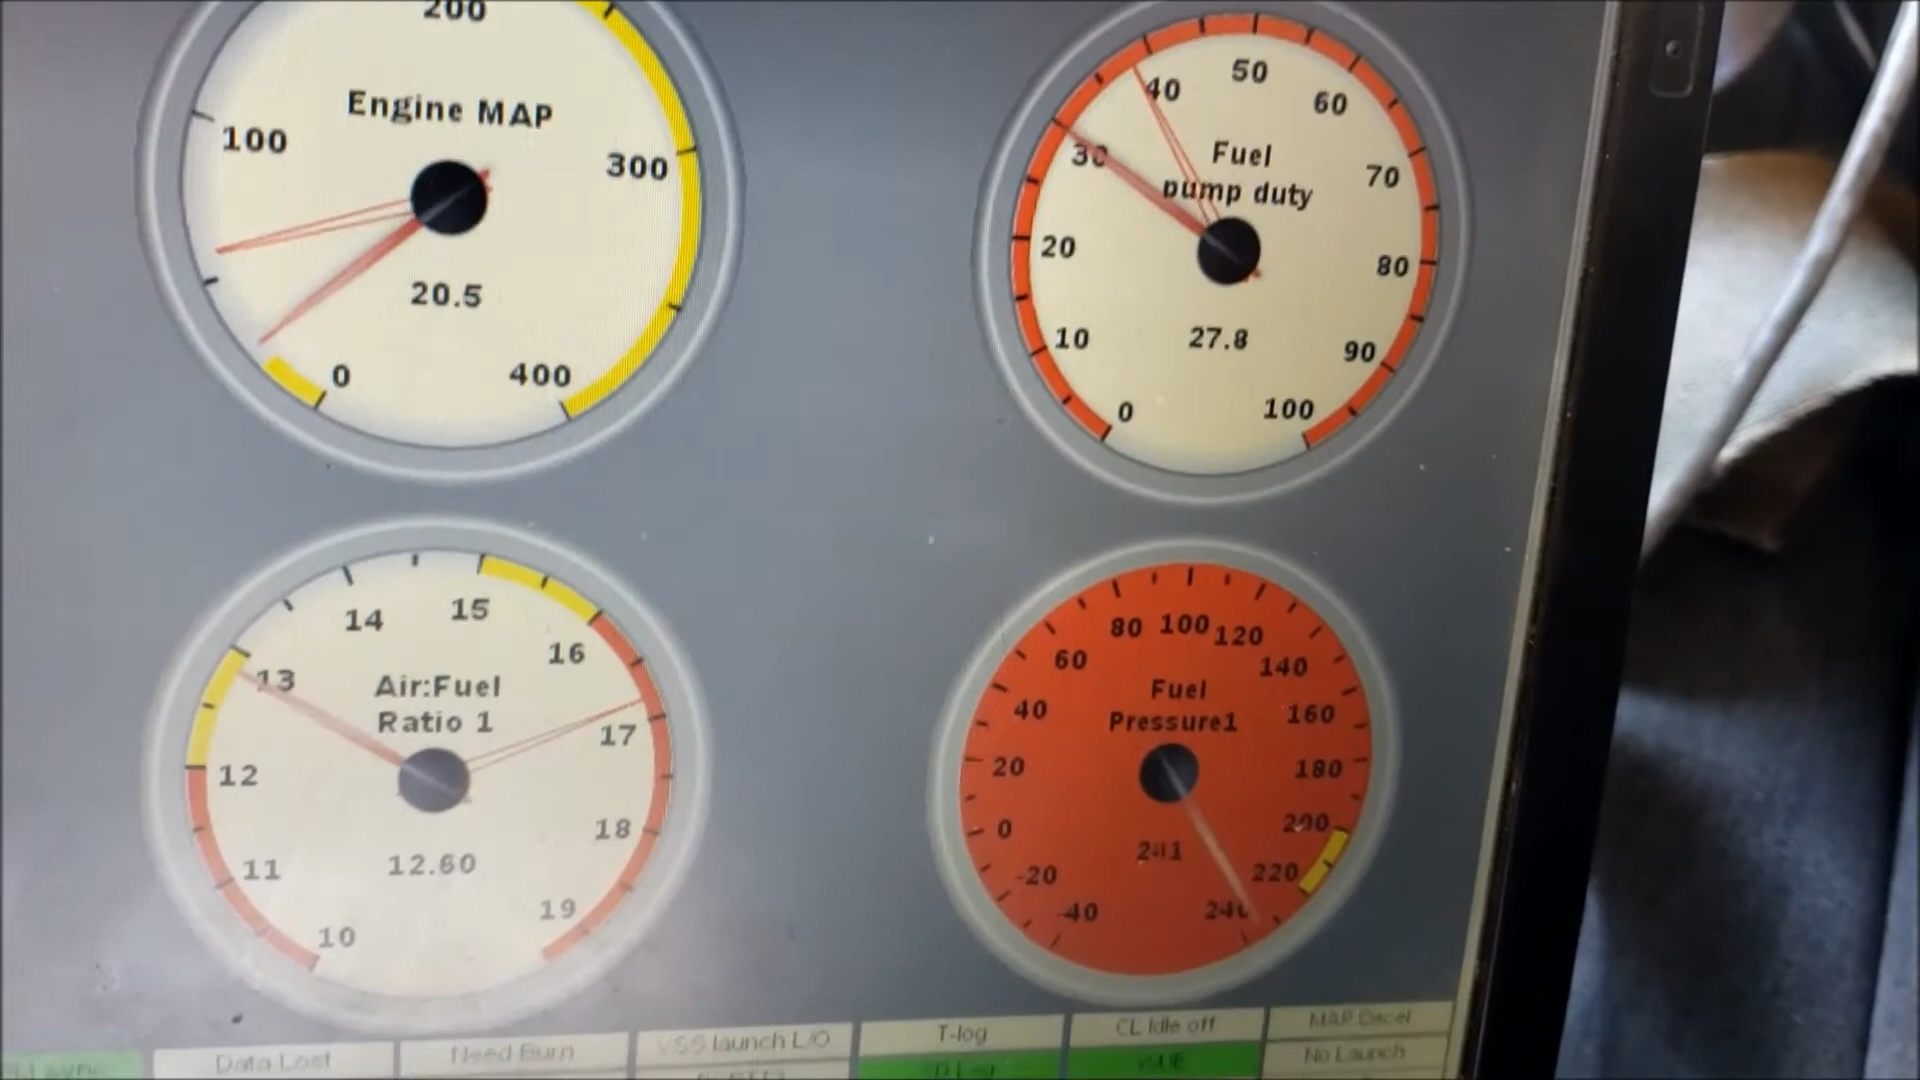 200
Engine MAP
100
300
20.5
0
400
50
40
60
30
Fuel
pump duty
70
20
80
10
27.8
90
0
100
15
14
16
13
Air:Fuel
Ratio 1
17
12
18
11
12.60
19
10
80 100 120
60
140
Fuel
Pressure1
40
160
20
180
0
200
241
-20
220
-40
240
Data Lost
Need Burn
VSS launch L/O
T-log
CL Idle off
MAP Decel
No Launch